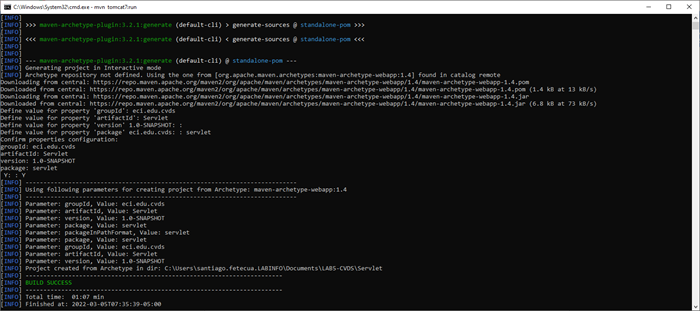 C:\Windows\System32\cmd.exe - mvn tomcat7:run
[INFO]
[INFO] >>> maven-archetype-plugin:3.2.1:generate (default-cli) > generate-sources @ standalone-pom >>>
[INFO]
[INFO] <<< maven-archetype-plugin:3.2.1:generate (default-cli) < generate-sources @ standalone-pom <<<
[INFO]
[INFO]
[INFO] --- maven-archetype-plugin:3.2.1:generate (default-cli) @ standalone-pom ---
[INFO] Generating project in Interactive mode
[INFO] Archetype repository not defined. Using the one from [org.apache.maven.archetypes:maven-archetype-webapp:1.4] found in catalog remote
Downloading from central: https://repo.maven.apache.org/maven2/org/apache/maven/archetypes/maven-archetype-webapp/1.4/maven-archetype-webapp-1.4.pom
Downloaded from central: https://repo.maven.apache.org/maven2/org/apache/maven/archetypes/maven-archetype-webapp/1.4/maven-archetype-webapp-1.4.pom (1.4 kB at 13 kB/s)
Downloading from central: https://repo.maven.apache.org/maven2/org/apache/maven/archetypes/maven-archetype-webapp/1.4/maven-archetype-webapp-1.4.jar
Downloaded from central: https://repo.maven.apache.org/maven2/org/apache/maven/archetypes/maven-archetype-webapp/1.4/maven-archetype-webapp-1.4.jar (6.8 kB at 73 kB/s)
Define value for property 'groupId': eci.edu.cvds
Define value for property 'artifactId': Servlet
Define value for property 'version' 1.0-SNAPSHOT: :
Define value for property 'package' eci.edu.cvds: : servlet
Confirm properties configuration:
groupId: eci.edu.cvds
artifactId: Servlet
version: 1.0-SNAPSHOT
package: servlet
Y: : Y
[INFO] ----------------------------------------------------------------------------
[INFO] Using following parameters for creating project from Archetype: maven-archetype-webapp:1.4
[INFO] ----------------------------------------------------------------------------
[INFO] Parameter: groupId, Value: eci.edu.cvds
[INFO] Parameter: artifactId, Value: Servlet
[INFO] Parameter: version, Value: 1.0-SNAPSHOT
[INFO] Parameter: package, Value: servlet
[INFO] Parameter: packageInPathFormat, Value: servlet
[INFO] Parameter: package, Value: servlet
[INFO] Parameter: groupId, Value: eci.edu.cvds
[INFO] Parameter: artifactId, Value: Servlet
[INFO] Parameter: version, Value: 1.0-SNAPSHOT
[INFO] Project created from Archetype in dir: C:\Users\santiago.fetecua.LABINFO\Documents\LABS-CVDS\Servlet
[INFO] ------------------------------------------------------------------------
[INFO] BUILD SUCCESS
[INFO] ------------------------------------------------------------------------
[INFO] Total time:  01:07 min
[INFO] Finished at: 2022-03-05T07:35:39-05:00